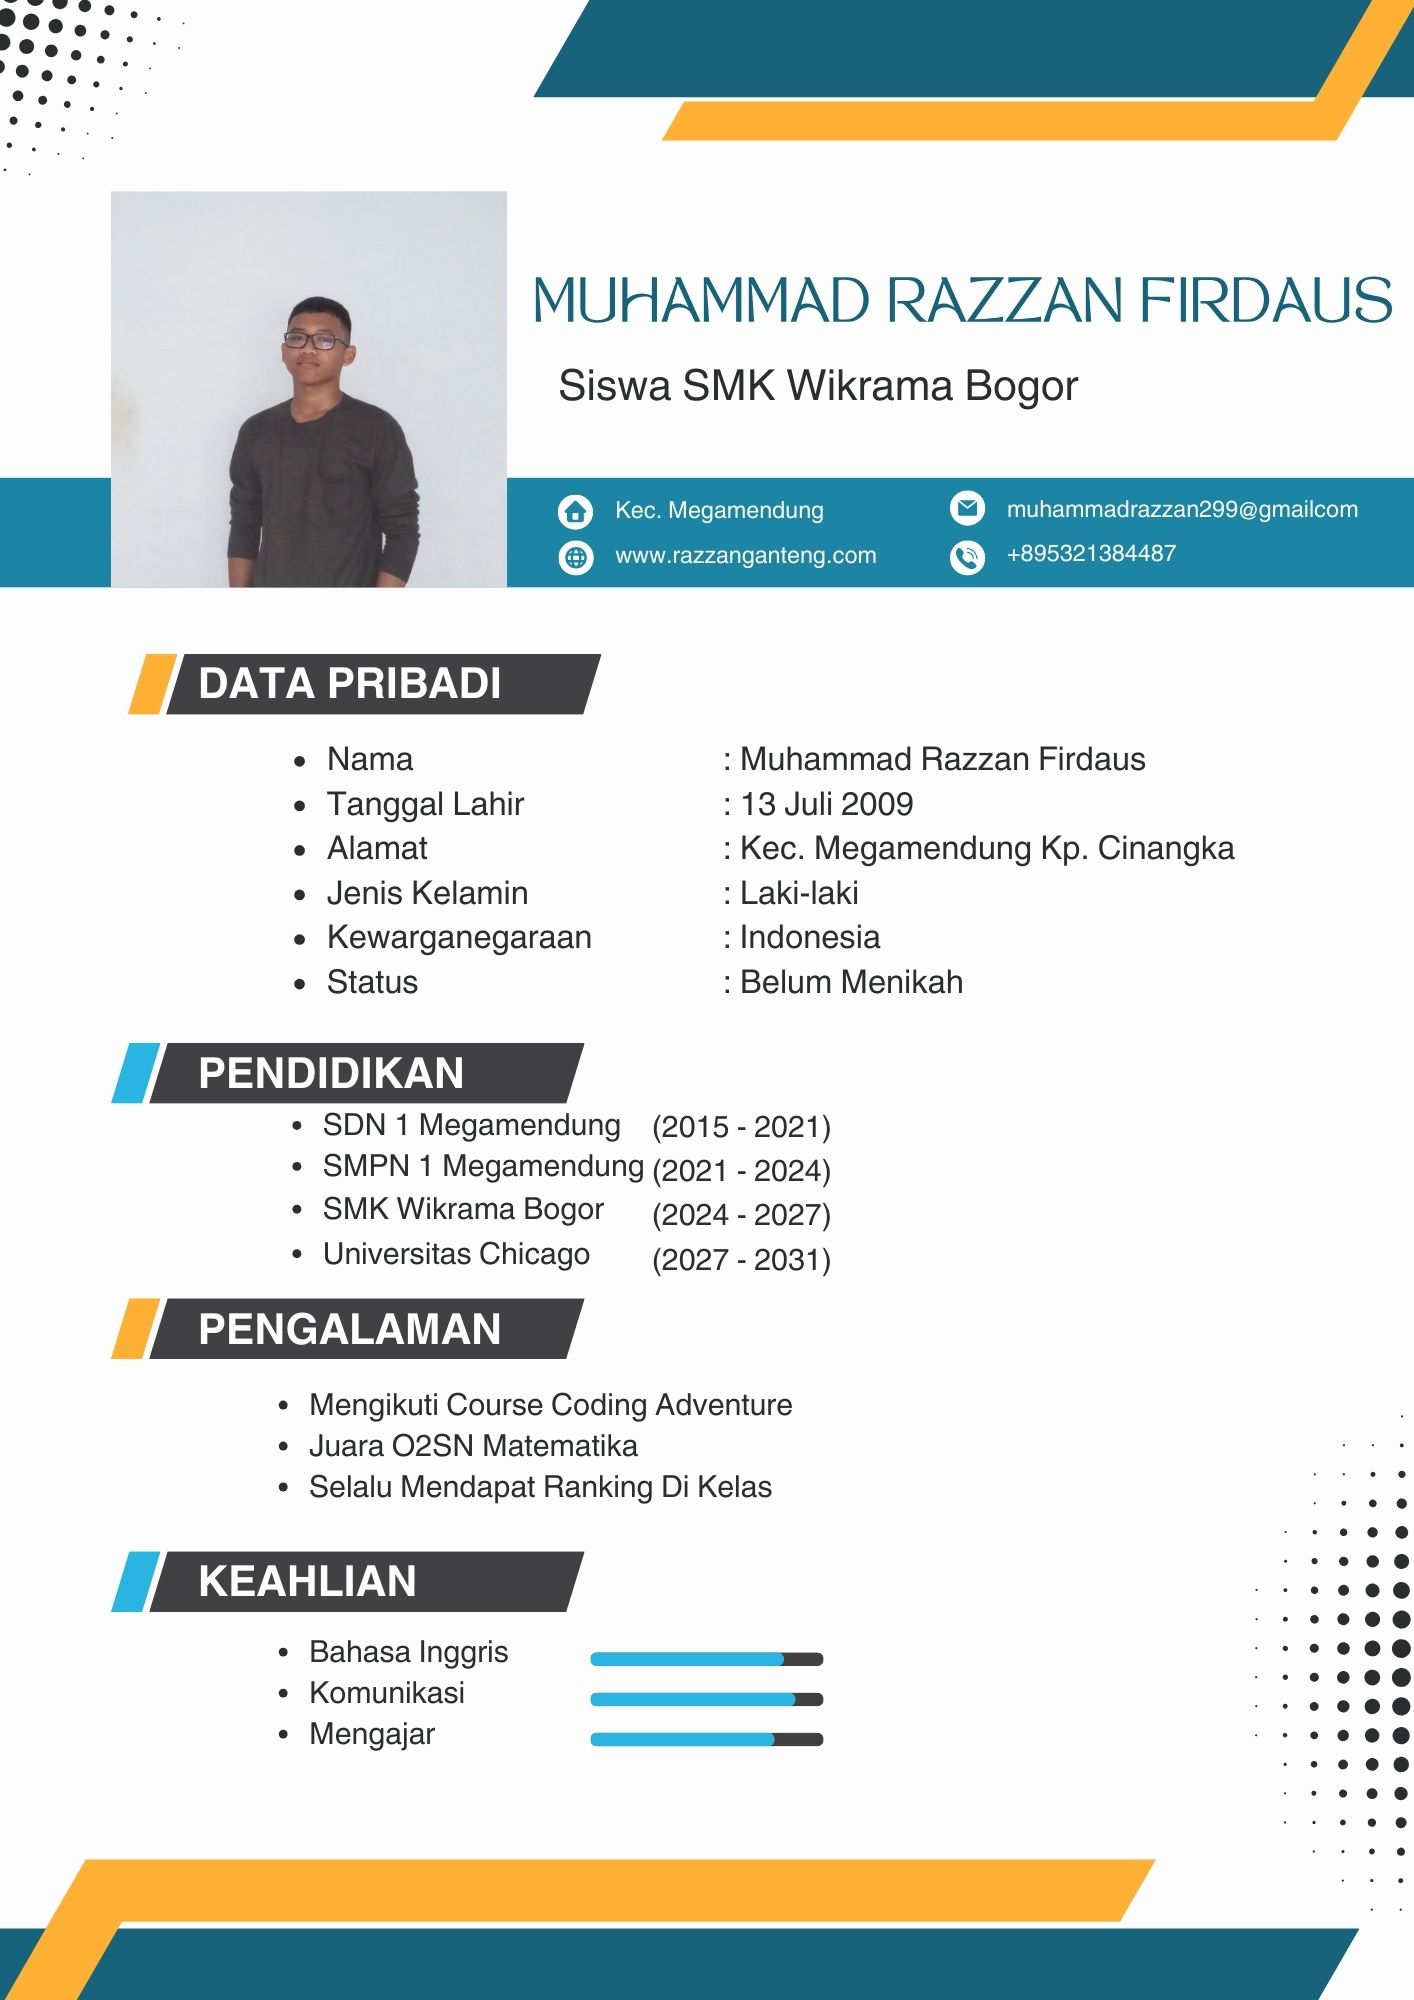 MUHAMMAD RAZZAN FIRDAUS
Siswa SMK Wikrama Bogor
Kec. Megamendung
muhammadrazzan299@gmailcom
www.razzanganteng.com
+895321384487
DATA PRIBADI
• Nama : Muhammad Razzan Firdaus
• Tanggal Lahir : 13 Juli 2009
• Alamat : Kec. Megamendung Kp. Cinangka
• Jenis Kelamin : Laki-laki
• Kewarganegaraan : Indonesia
• Status : Belum Menikah
PENDIDIKAN
• SDN 1 Megamendung (2015 - 2021)
• SMPN 1 Megamendung (2021 - 2024)
• SMK Wikrama Bogor (2024 - 2027)
• Universitas Chicago (2027 - 2031)
PENGALAMAN
• Mengikuti Course Coding Adventure
• Juara O2SN Matematika
• Selalu Mendapat Ranking Di Kelas
KEAHLIAN
• Bahasa Inggris
• Komunikasi
• Mengajar